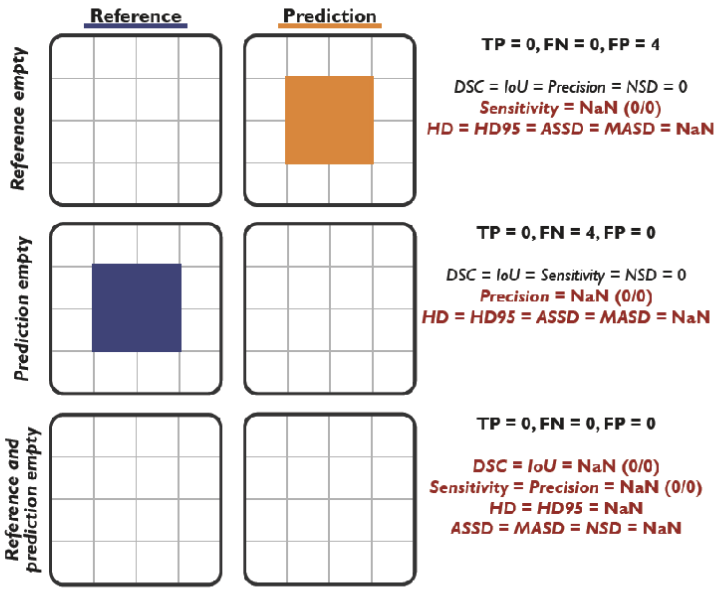 Reference Prediction
Reference empty
TP = 0, FN = 0, FP = 4
DSC = IoU = Precision = NSD = 0
Sensitivity = NaN (0/0)
HD = HD95 = ASSD = MASD = NaN
Prediction empty
TP = 0, FN = 4, FP = 0
DSC = IoU = Sensitivity = NSD = 0
Precision = NaN (0/0)
HD = HD95 = ASSD = MASD = NaN
Reference and
prediction empty
TP = 0, FN = 0, FP = 0
DSC = IoU = NaN (0/0)
Sensitivity = Precision = NaN (0/0)
HD = HD95 = NaN
ASSD = MASD = NSD = NaN